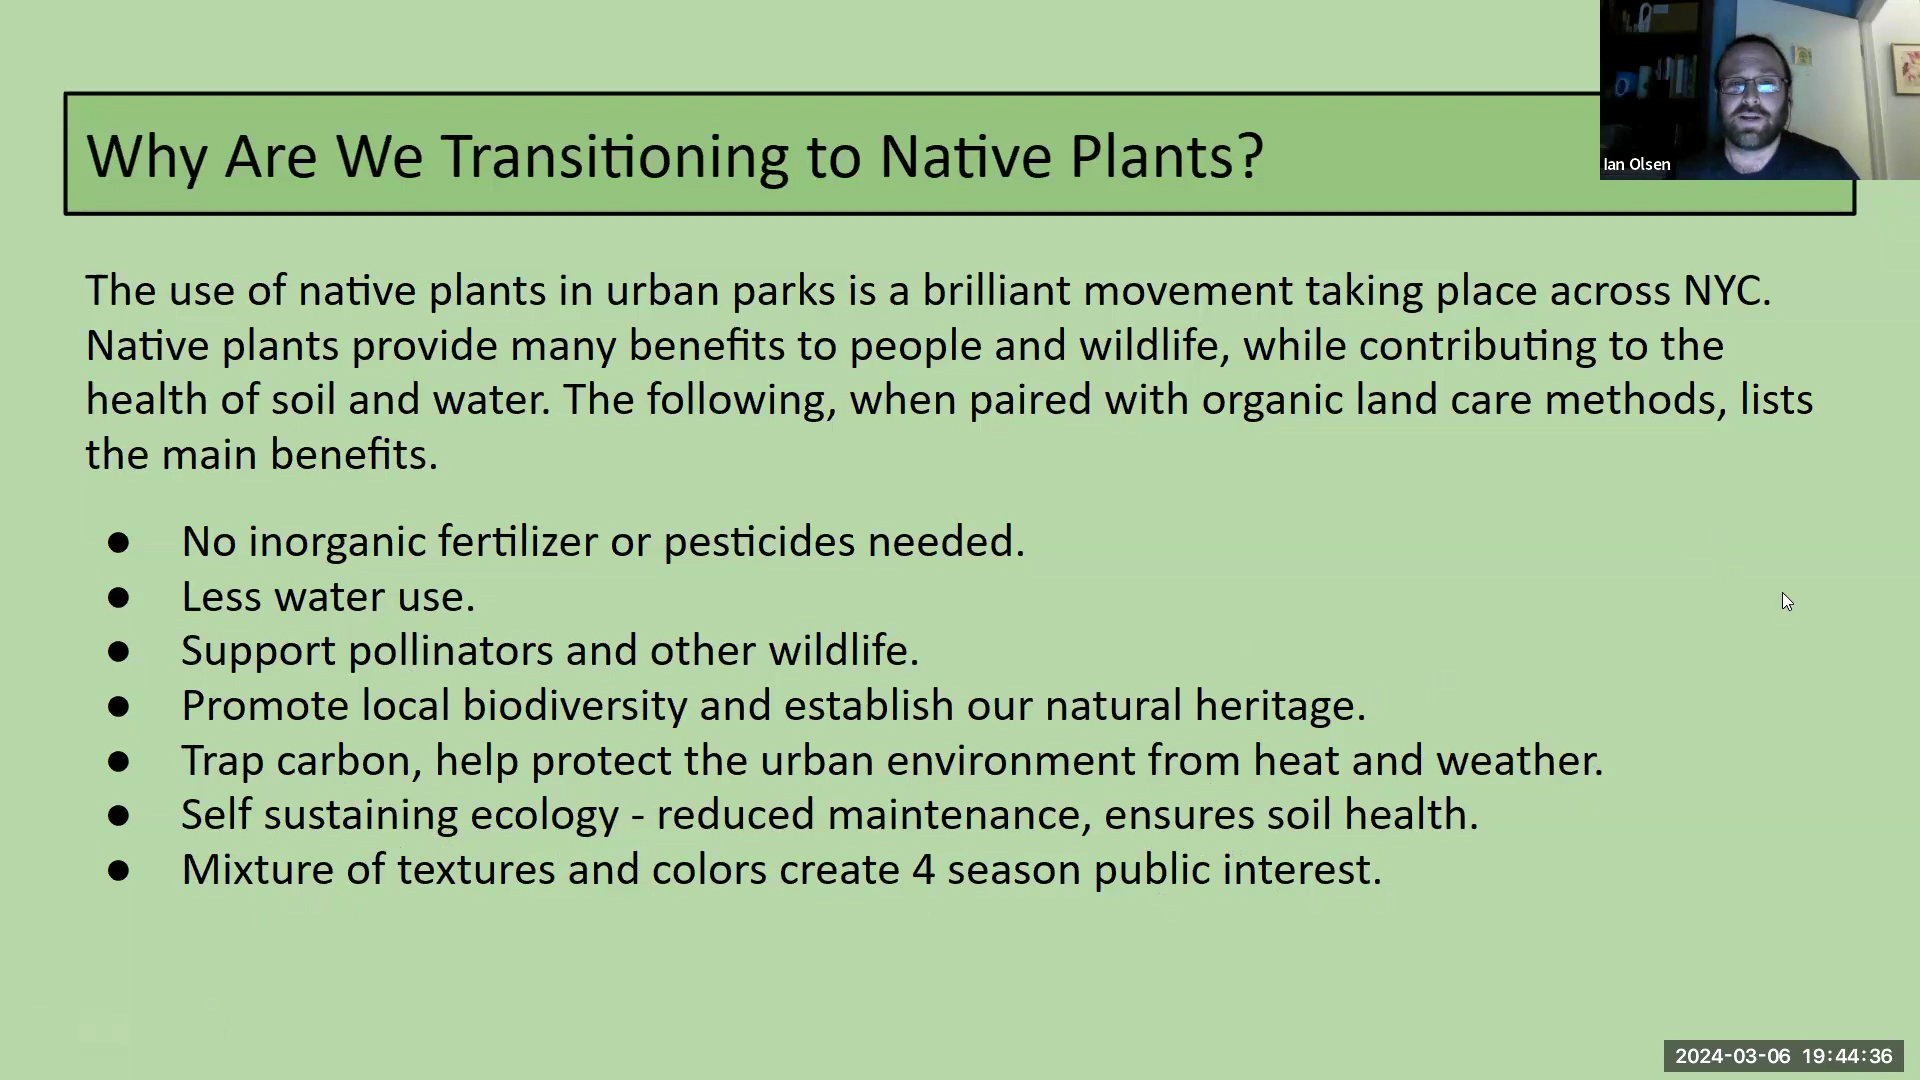 Why Are We Transitioning to Native Plants?
Ian Olsen
The use of native plants in urban parks is a brilliant movement taking place across NYC.
Native plants provide many benefits to people and wildlife, while contributing to the
health of soil and water. The following, when paired with organic land care methods, lists
the main benefits.
● No inorganic fertilizer or pesticides needed.
● Less water use.
● Support pollinators and other wildlife.
● Promote local biodiversity and establish our natural heritage.
● Trap carbon, help protect the urban environment from heat and weather.
● Self sustaining ecology - reduced maintenance, ensures soil health.
● Mixture of textures and colors create 4 season public interest.
2024-03-06 19:44:36